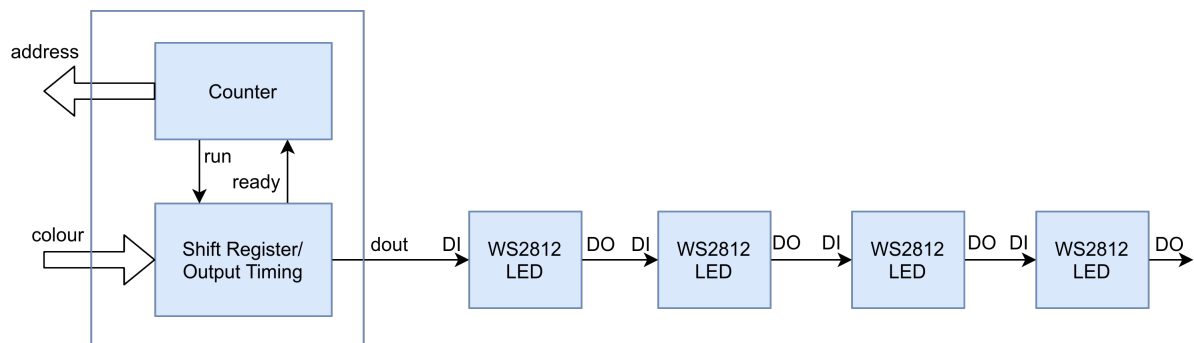 address
Counter
run
ready
colour
Shift Register/
Output Timing
dout
DI
WS2812
LED
DO
DI
WS2812
LED
DO
DI
WS2812
LED
DO
DI
WS2812
LED
DO